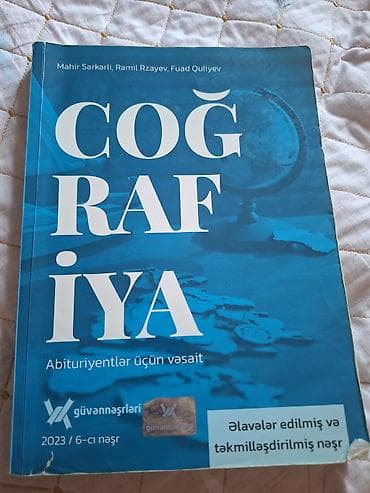 Mahir Sərkərli, Ramil Rzayev, Fuad Quliyev
COĞ
RAF
İYA
Abituriyentlər üçün vəsait
güvənnəşrləri
2023 / 6-cı nəşr
Əlavələr edilmiş və
təkmilləşdirilmiş nəşr